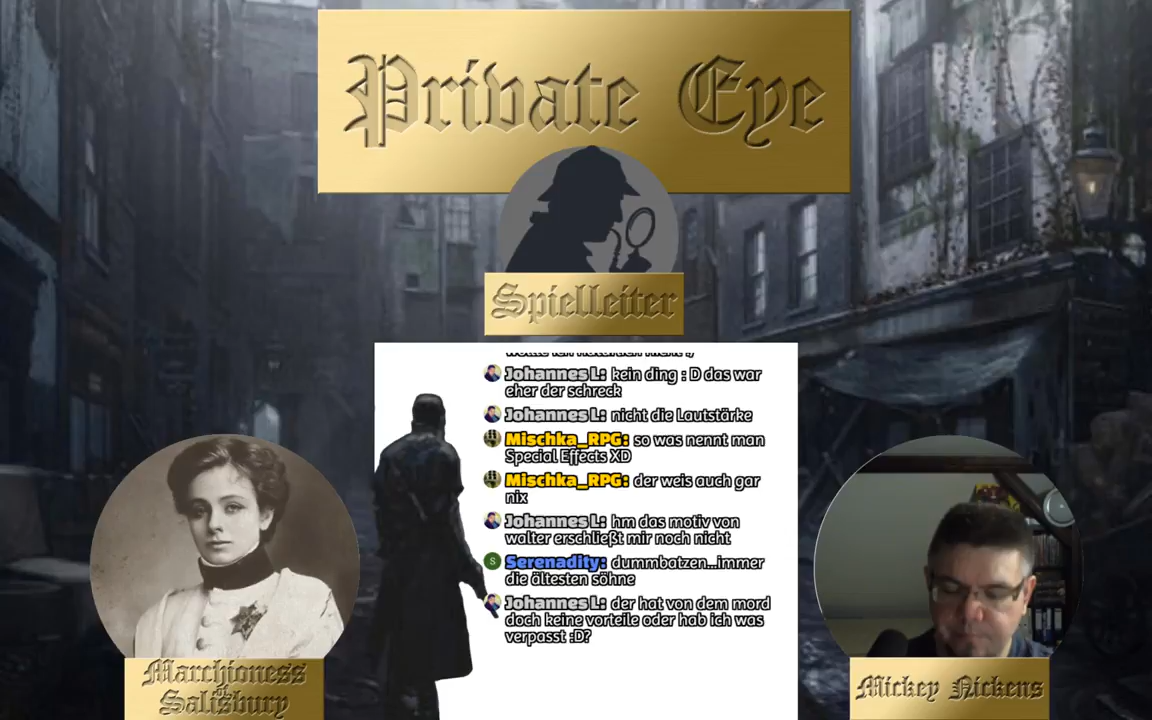 Private Eye
Spielleiter
Johannes L: kein ding : D das war
eher der schreck
Johannes L: nicht die Lautstärke
Mischka_RPG: so was nennt man
Special Effects XD
Mischka_RPG: der weis auch gar
nix
Johannes L: hm das motiv von
walter erschließt mir noch nicht
S
Serenadify: dummbatzen...immer
die ältesten söhne
Johannes L: der hat von dem mord
doch keine vorteile oder hab ich was
verpasst :D?
Marchioness
of
Salisbury
Mickey Nickens